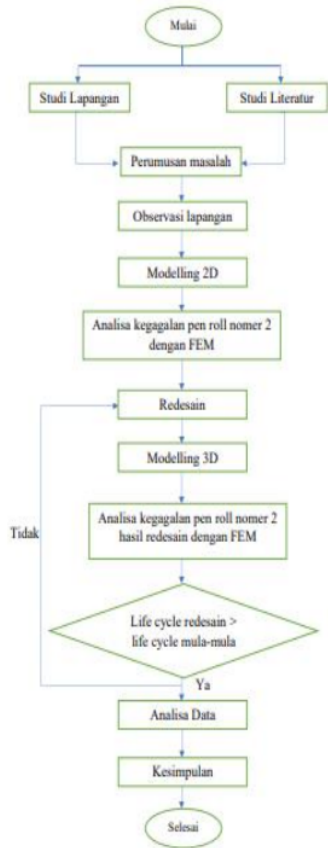 Mulai
Studi Lapangan
Studi Literatur
Perumusan masalah
Observasi lapangan
Modelling 2D
Analisa kegagalan pen roll nomer 2
dengan FEM
Redesain
Modelling 3D
Analisa kegagalan pen roll nomer 2
hasil redesain dengan FEM
Tidak
Life cycle redesain >
life cycle mula-mula
Ya
Analisa Data
Kesimpulan
Selesai